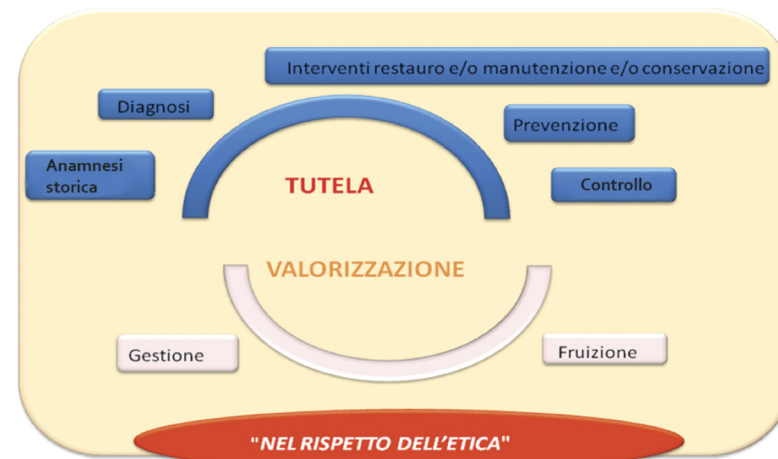 Interventi restauro e/o manutenzione e/o conservazione
Diagnosi
Prevenzione
Anamnesi
storica
TUTELA
Controllo
VALORIZZAZIONE
Gestione
Fruizione
"NEL RISPETTO DELL'ETICA"